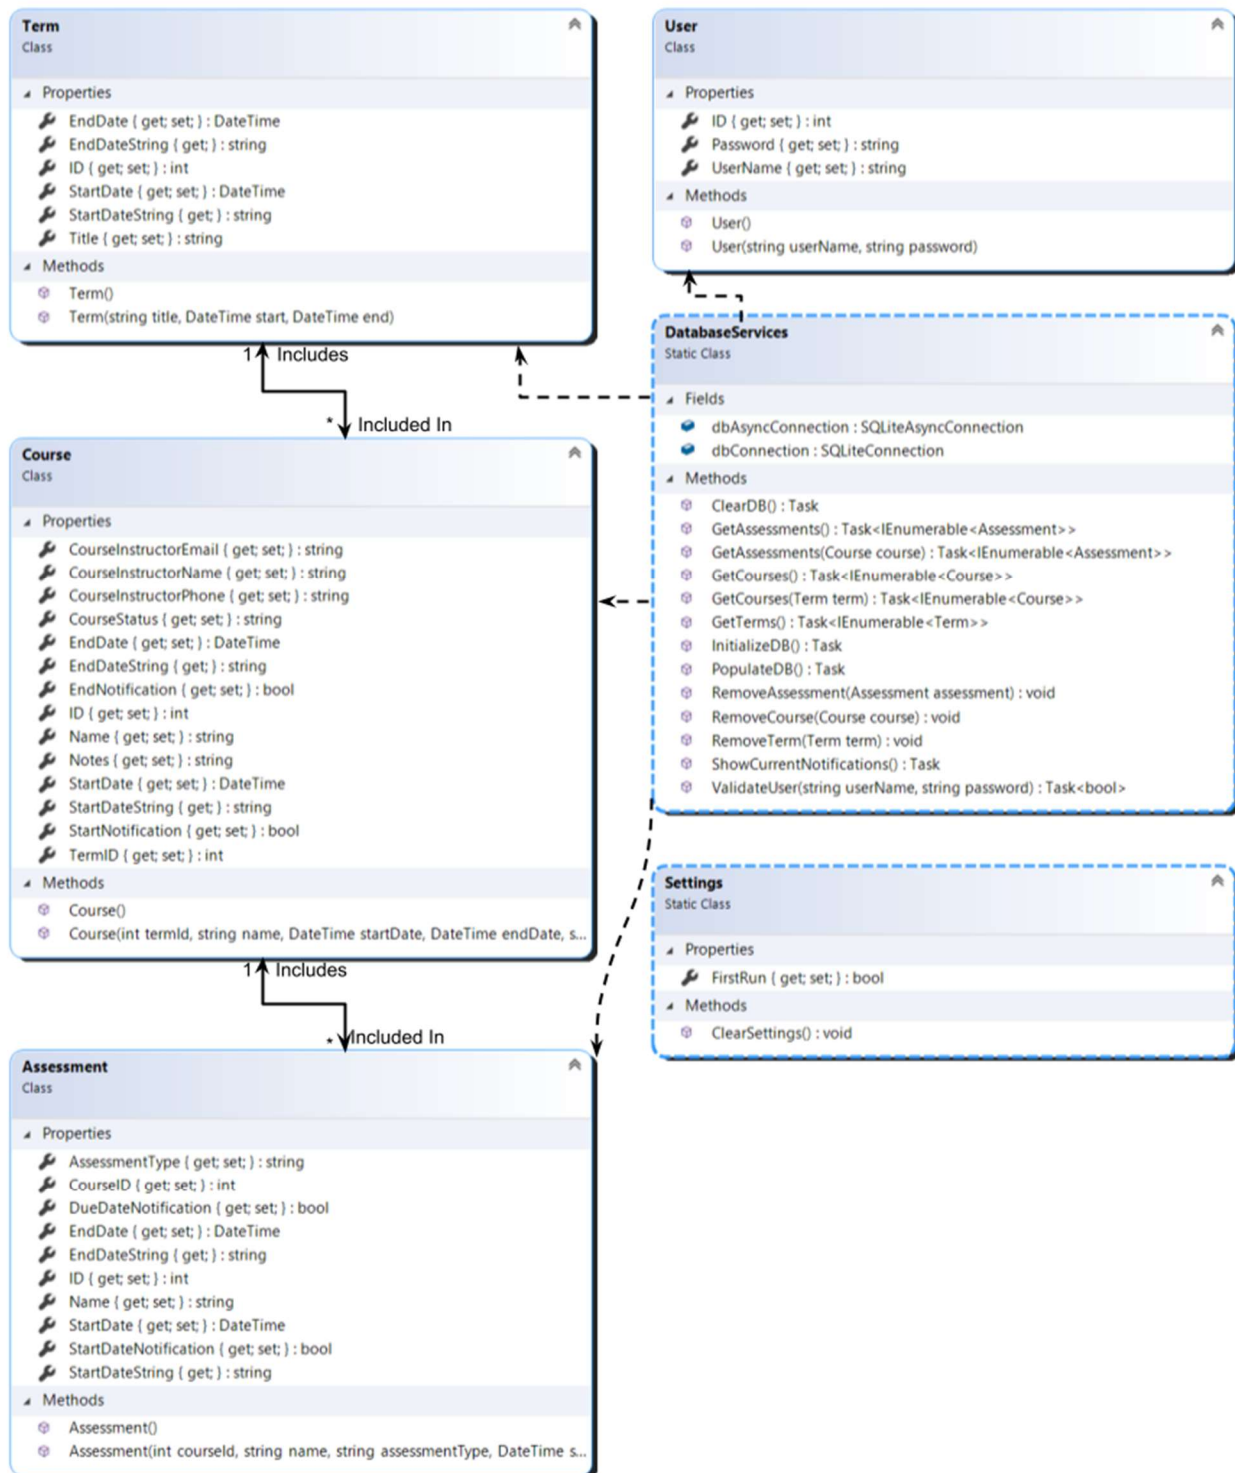 Term
Class
Properties
EndDate { get; set; } : DateTime
EndDateString { get; } : string
ID { get; set; } : int
StartDate { get; set; } : DateTime
StartDateString { get; } : string
Title { get; set; } : string
Methods
Term()
Term(string title, DateTime start, DateTime end)
1 Includes
* Included In
Course
Class
Properties
CourseInstructorEmail { get; set; } : string
CourseInstructorName { get; set; } : string
CourseInstructorPhone { get; set; } : string
CourseStatus { get; set; } : string
EndDate { get; set; } : DateTime
EndDateString { get; } : string
EndNotification { get; set; } : bool
ID { get; set; } : int
Name { get; set; } : string
Notes { get; set; } : string
StartDate { get; set; } : DateTime
StartDateString { get; } : string
StartNotification { get; set; } : bool
TermID { get; set; } : int
Methods
Course()
Course(int termId, string name, DateTime startDate, DateTime endDate, s...
1 Includes
* Included In
Assessment
Class
Properties
AssessmentType { get; set; } : string
CourseID { get; set; } : int
DueDateNotification { get; set; } : bool
EndDate { get; set; } : DateTime
EndDateString { get; } : string
ID { get; set; } : int
Name { get; set; } : string
StartDate { get; set; } : DateTime
StartDateNotification { get; set; } : bool
StartDateString { get; } : string
Methods
Assessment()
Assessment(int courseId, string name, string assessmentType, DateTime s...
User
Class
Properties
ID { get; set; } : int
Password { get; set; } : string
UserName { get; set; } : string
Methods
User()
User(string userName, string password)
DatabaseServices
Static Class
Fields
dbAsyncConnection : SQLiteAsyncConnection
dbConnection : SQLiteConnection
Methods
ClearDB() : Task
GetAssessments() : Task<IEnumerable<Assessment>>
GetAssessments(Course course) : Task<IEnumerable<Assessment>>
GetCourses() : Task<IEnumerable<Course>>
GetCourses(Term term) : Task<IEnumerable<Course>>
GetTerms() : Task<IEnumerable<Term>>
InitializeDB() : Task
PopulateDB() : Task
RemoveAssessment(Assessment assessment) : void
RemoveCourse(Course course) : void
RemoveTerm(Term term) : void
ShowCurrentNotifications() : Task
ValidateUser(string userName, string password) : Task<bool>
Settings
Static Class
Properties
FirstRun { get; set; } : bool
Methods
ClearSettings() : void